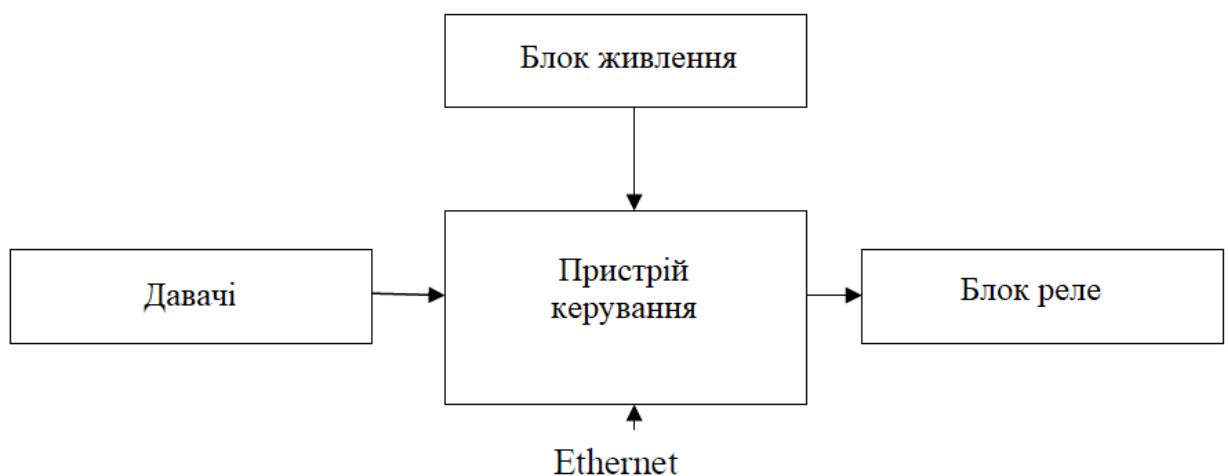 Блок живлення
Давачі
Пристрій
керування
Блок реле
Ethernet